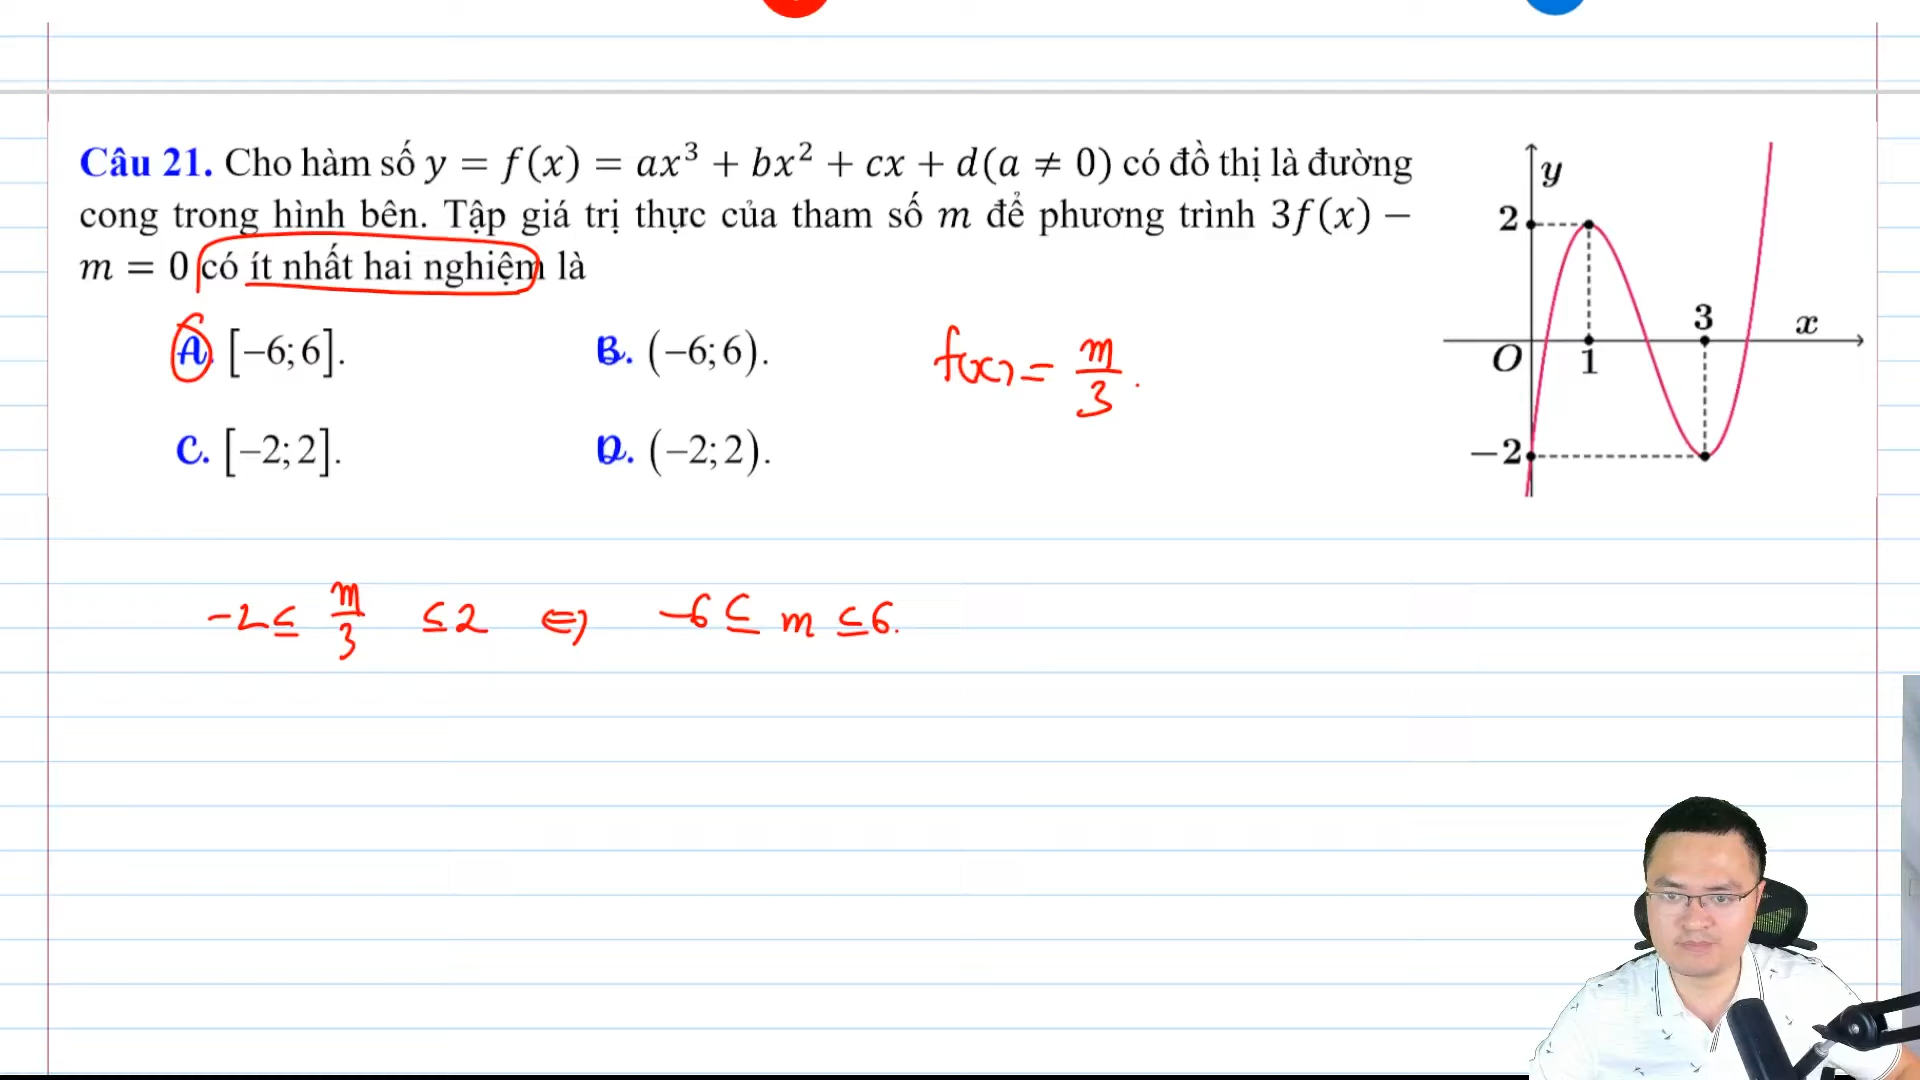 Câu 21. Cho hàm số y = f(x) = ax³ + bx² + cx + d(a ≠ 0) có đồ thị là đường
cong trong hình bên. Tập giá trị thực của tham số m để phương trình 3f(x) −
m = 0 có ít nhất hai nghiệm là
A. [−6; 6].
B. (−6; 6).
C. [−2; 2].
D. (−2; 2).
f(x) = m/3.
y
2
3
x
O
1
−2
-2 ≤ m/3 ≤ 2 ⇔ -6 ≤ m ≤ 6.